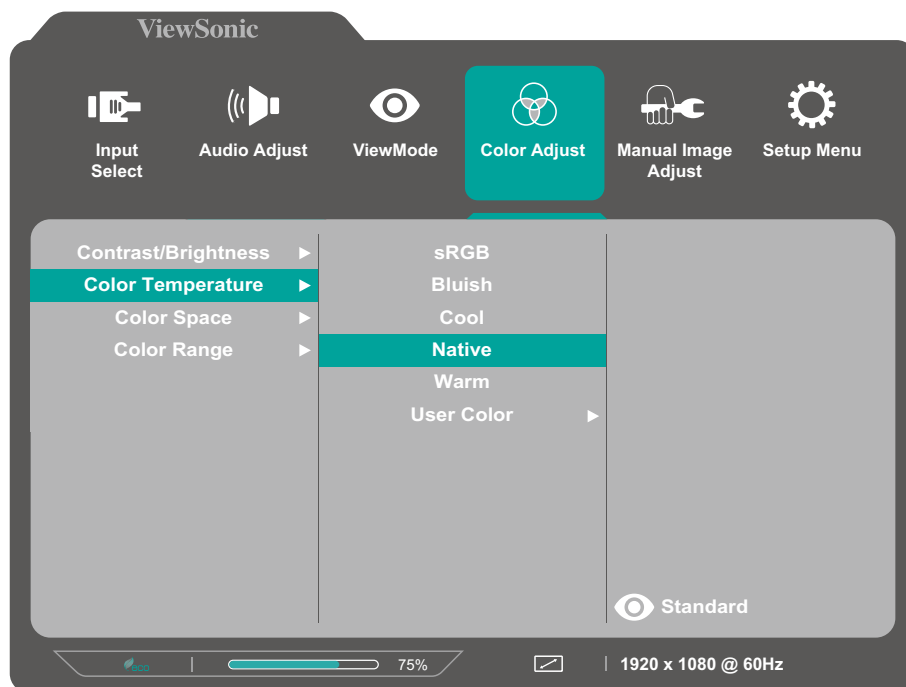 ViewSonic
Input
Select
Audio Adjust
ViewMode
Color Adjust
Manual Image
Adjust
Setup Menu
Contrast/Brightness
Color Temperature
Color Space
Color Range
sRGB
Bluish
Cool
Native
Warm
User Color
Standard
eco
75%
1920 x 1080 @ 60Hz